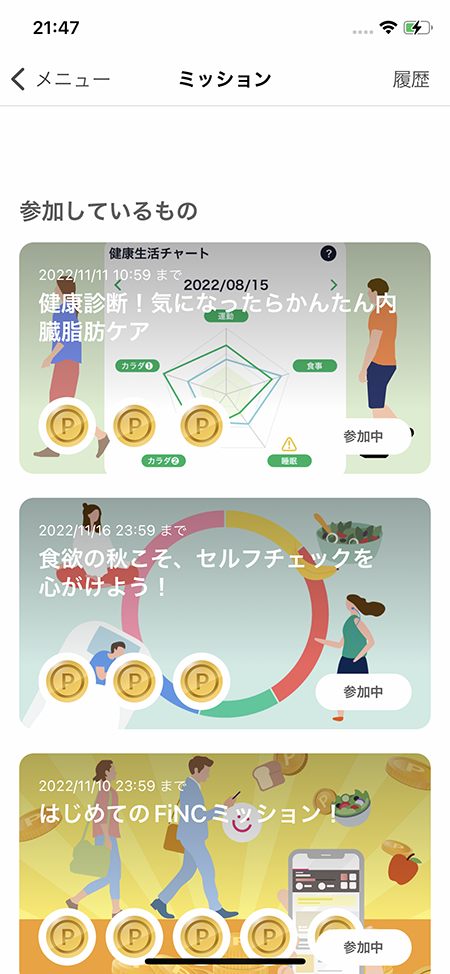 21:47
メニュー
ミッション
履歴
参加しているもの
健康生活チャート
?
2022/11/11 10:59 まで
2022/08/15
健康診断！気になったらかんたん内
臓脂肪ケア
運動
カラダ❶
食事
P P P
参加中
カラダ❷
睡眠
2022/11/16 23:59 まで
食欲の秋こそ、セルフチェックを
心がけよう！
P P P
参加中
2022/11/10 23:59 まで
はじめてのFiNCミッション！
P P P P
参加中